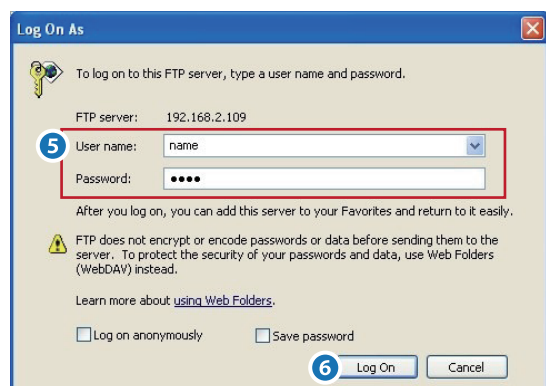 Log On As
To log on to this FTP server, type a user name and password.
FTP server: 192.168.2.109
5 User name: name
Password: ●●●●
After you log on, you can add this server to your Favorites and return to it easily.
FTP does not encrypt or encode passwords or data before sending them to the
server. To protect the security of your passwords and data, use Web Folders
(WebDAV) instead.
Learn more about using Web Folders.
Log on anonymously Save password
6 Log On Cancel